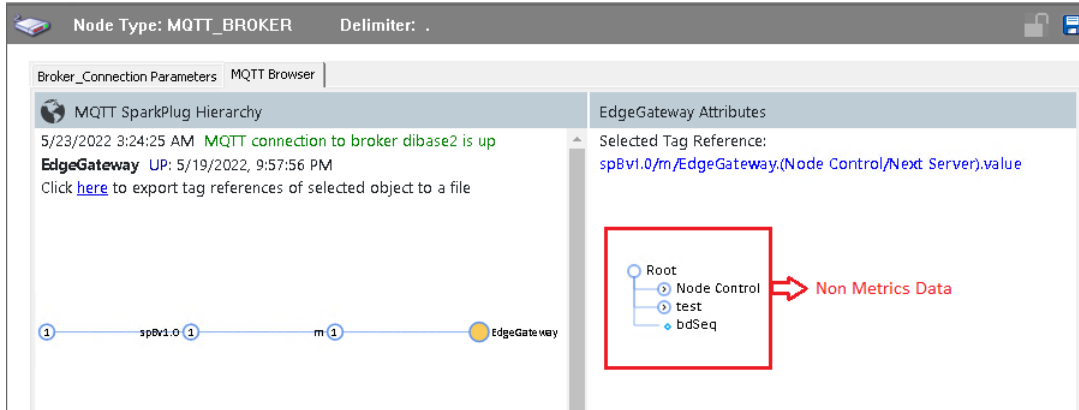 Node Type: MQTT_BROKER Delimiter: .
Broker_Connection Parameters MQTT Browser
MQTT SparkPlug Hierarchy
5/23/2022 3:24:25 AM MQTT connection to broker dibase2 is up
EdgeGateway UP: 5/19/2022, 9:57:56 PM
Click here to export tag references of selected object to a file
1 spBv1.0 1 m 1 EdgeGateway
EdgeGateway Attributes
Selected Tag Reference:
spBv1.0/m/EdgeGateway.(Node Control/Next Server).value
Root
Node Control
test
bdSeq
Non Metrics Data